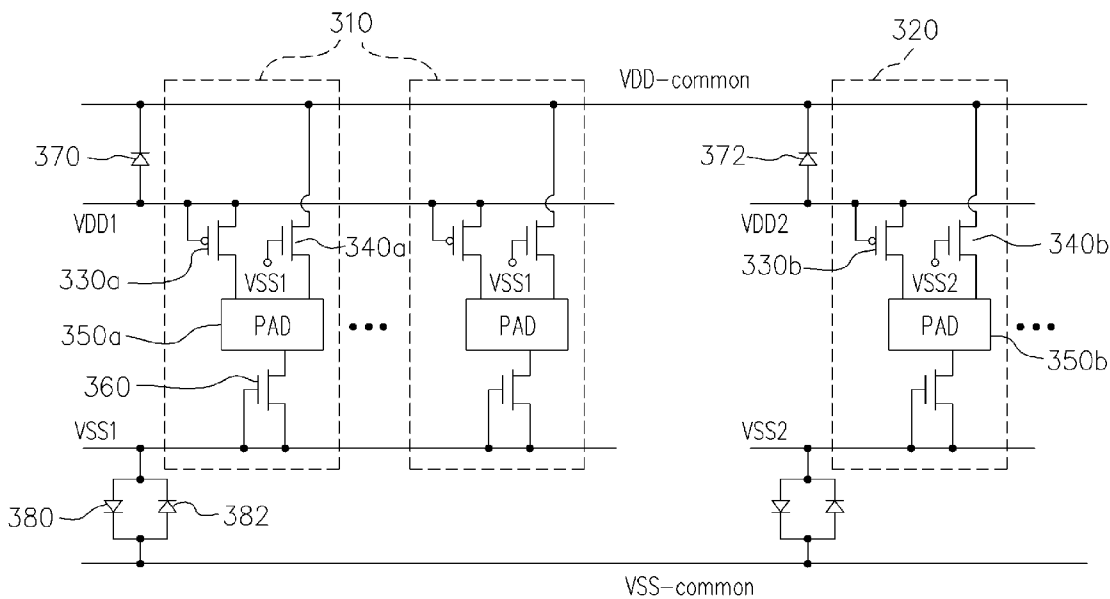 310
320
VDD-common
370
372
VDD1
VDD2
340a
340b
330a
VSS1
VSS1
330b
VSS2
350a
PAD
PAD
PAD
350b
360
VSS1
VSS2
380
382
VSS-common